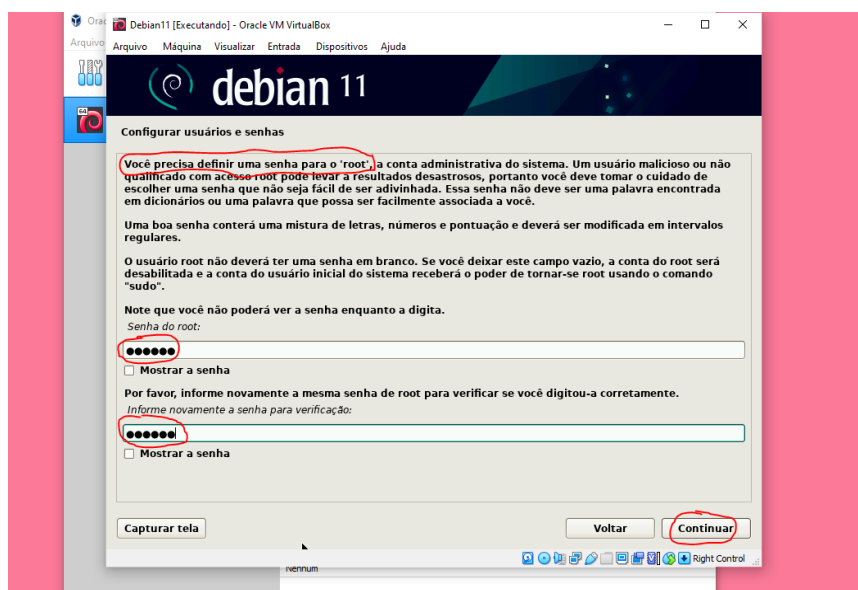 Orac
Debian11 [Executando] - Oracle VM VirtualBox
Arquivo
Arquivo Máquina Visualizar Entrada Dispositivos Ajuda
debian 11
64
Configurar usuários e senhas
Você precisa definir uma senha para o 'root', a conta administrativa do sistema. Um usuário malicioso ou não
qualificado com acesso root pode levar a resultados desastrosos, portanto você deve tomar o cuidado de
escolher uma senha que não seja fácil de ser adivinhada. Essa senha não deve ser uma palavra encontrada
em dicionários ou uma palavra que possa ser facilmente associada a você.
Uma boa senha conterá uma mistura de letras, números e pontuação e deverá ser modificada em intervalos
regulares.
O usuário root não deverá ter uma senha em branco. Se você deixar este campo vazio, a conta do root será
desabilitada e a conta do usuário inicial do sistema receberá o poder de tornar-se root usando o comando
"sudo".
Note que você não poderá ver a senha enquanto a digita.
Senha do root:
●●●●●●
Mostrar a senha
Por favor, informe novamente a mesma senha de root para verificar se você digitou-a corretamente.
Informe novamente a senha para verificação:
●●●●●●
Mostrar a senha
Capturar tela
Voltar
Continuar
Right Control
Nenhum